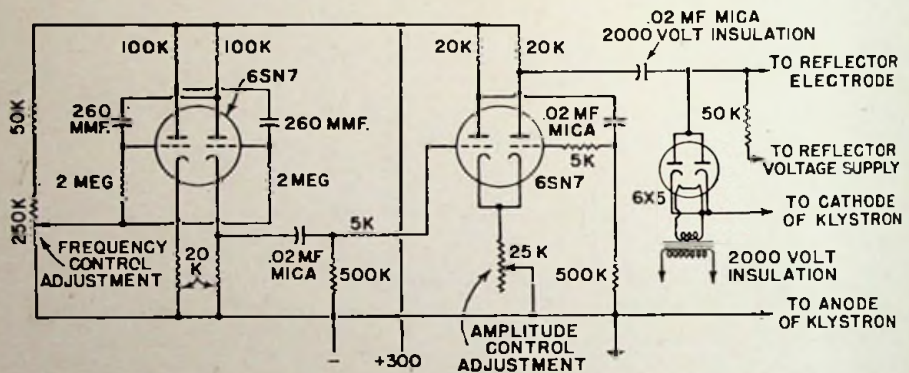 .02 MF MICA
2000 VOLT
INSULATION
100K
100K
20K
20K
6SN7
TO REFLECTOR
ELECTRODE
50K
260
MMF.
260 MMF.
.02 MF
MICA
50K
5K
TO REFLECTOR
VOLTAGE SUPPLY
2 MEG
2 MEG
6SN7
6X5
TO CATHODE
OF KLYSTRON
250K
5K
FREQUENCY
CONTROL
ADJUSTMENT
20
K
.02 MF
MICA
500K
25K
500K
2000 VOLT
INSULATION
AMPLITUDE
CONTROL
ADJUSTMENT
TO ANODE
OF KLYSTRON
–
+300